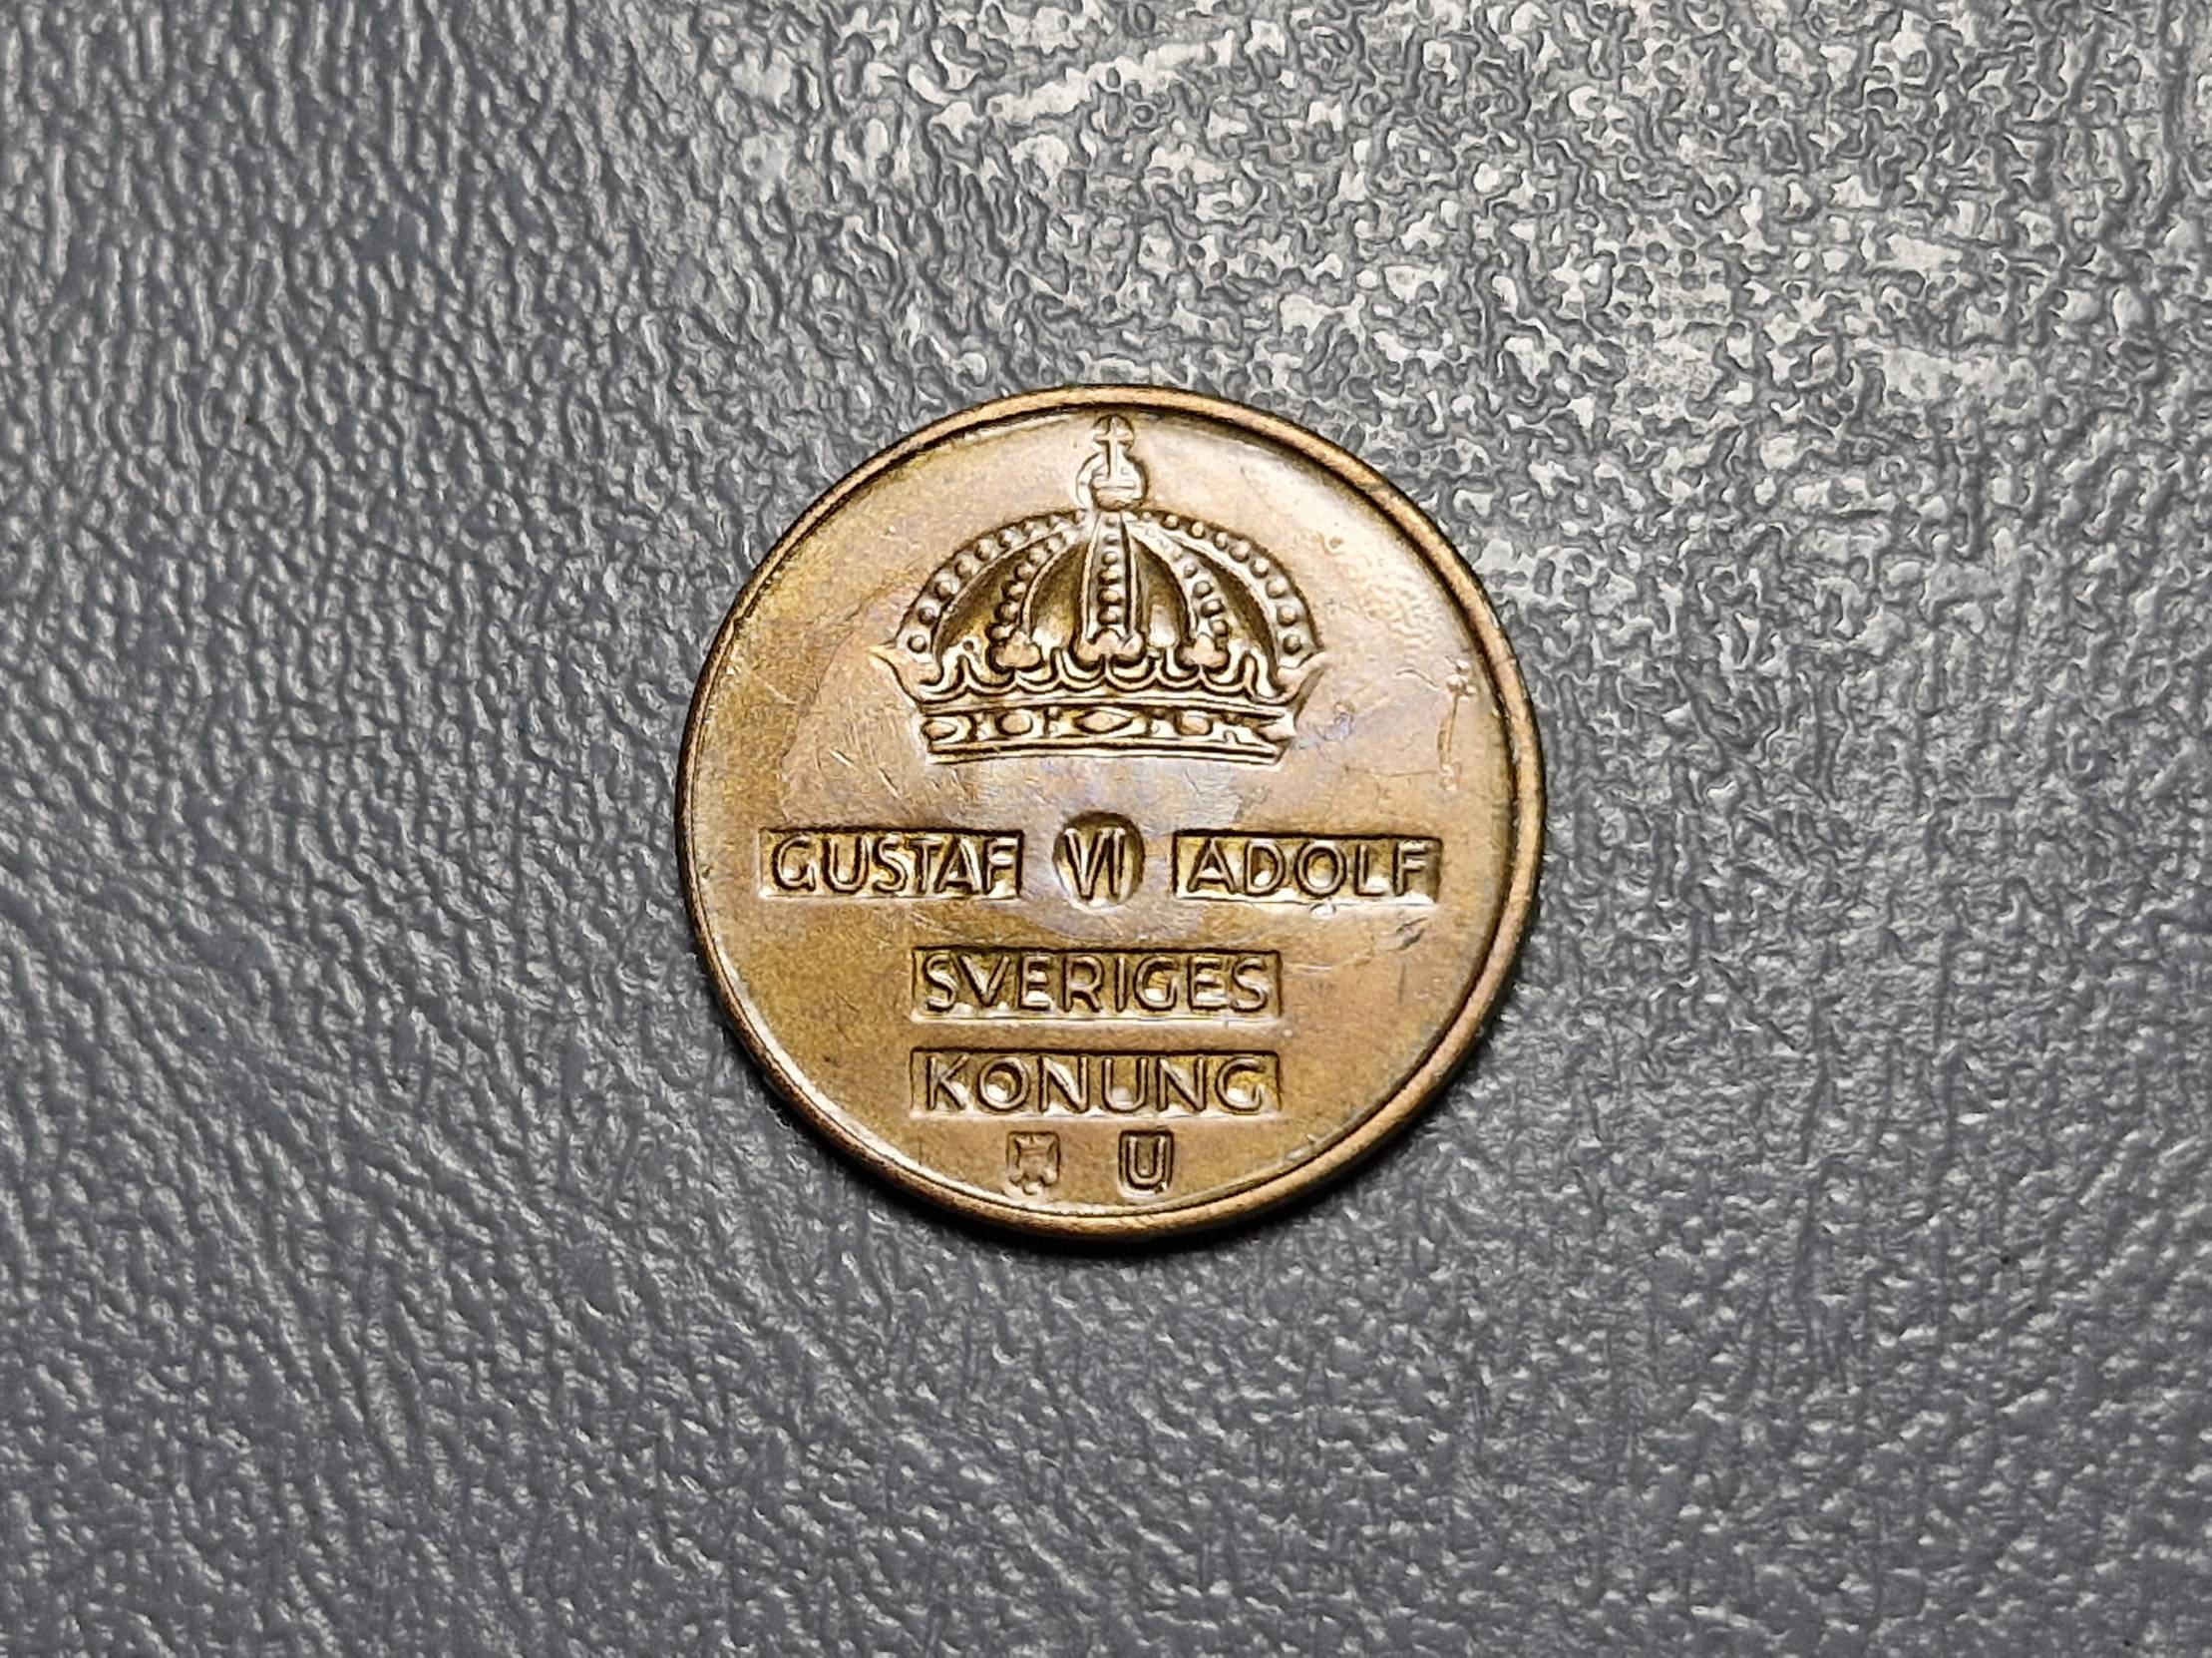 GUSTAF VI ADOLF
SVERIGES
KONUNG
U